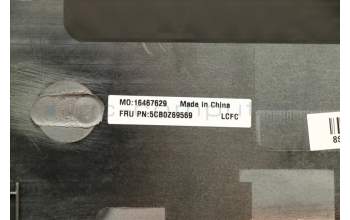 MO:16467629 Made in China
FRU PN:5CB0Z69569 LCFC